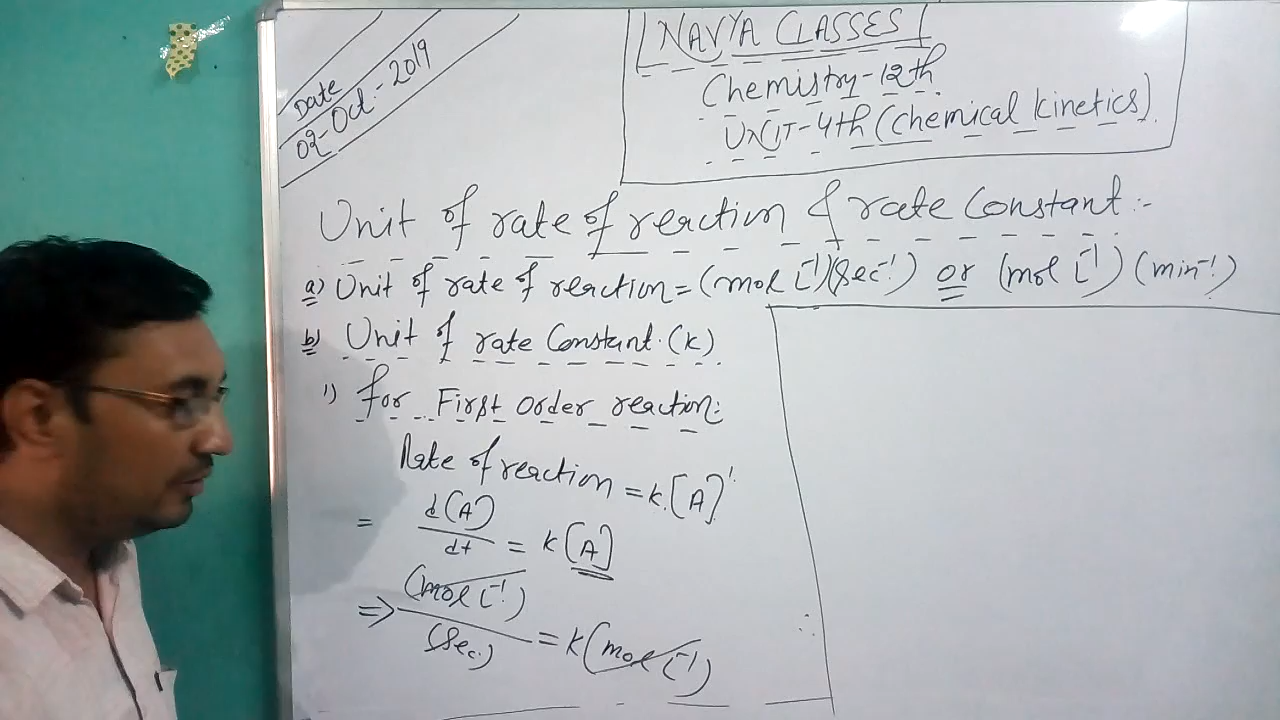 Date
02-Oct.-2019
NAVYA CLASSES
Chemistry-12th
UNIT-4th (Chemical kinetics)
Unit of rate of reaction & rate Constant:-
a) Unit of rate of reaction = (mol L⁻¹)(Sec⁻¹) or (mol L⁻¹) (min⁻¹)
b) Unit of rate Constant. (K)
1) for First Order reaction:
Rate of reaction = K.[A]¹
= d(A)/dt = K[A]
=> (mol L⁻¹)/(Sec.) = K(mol L⁻¹)